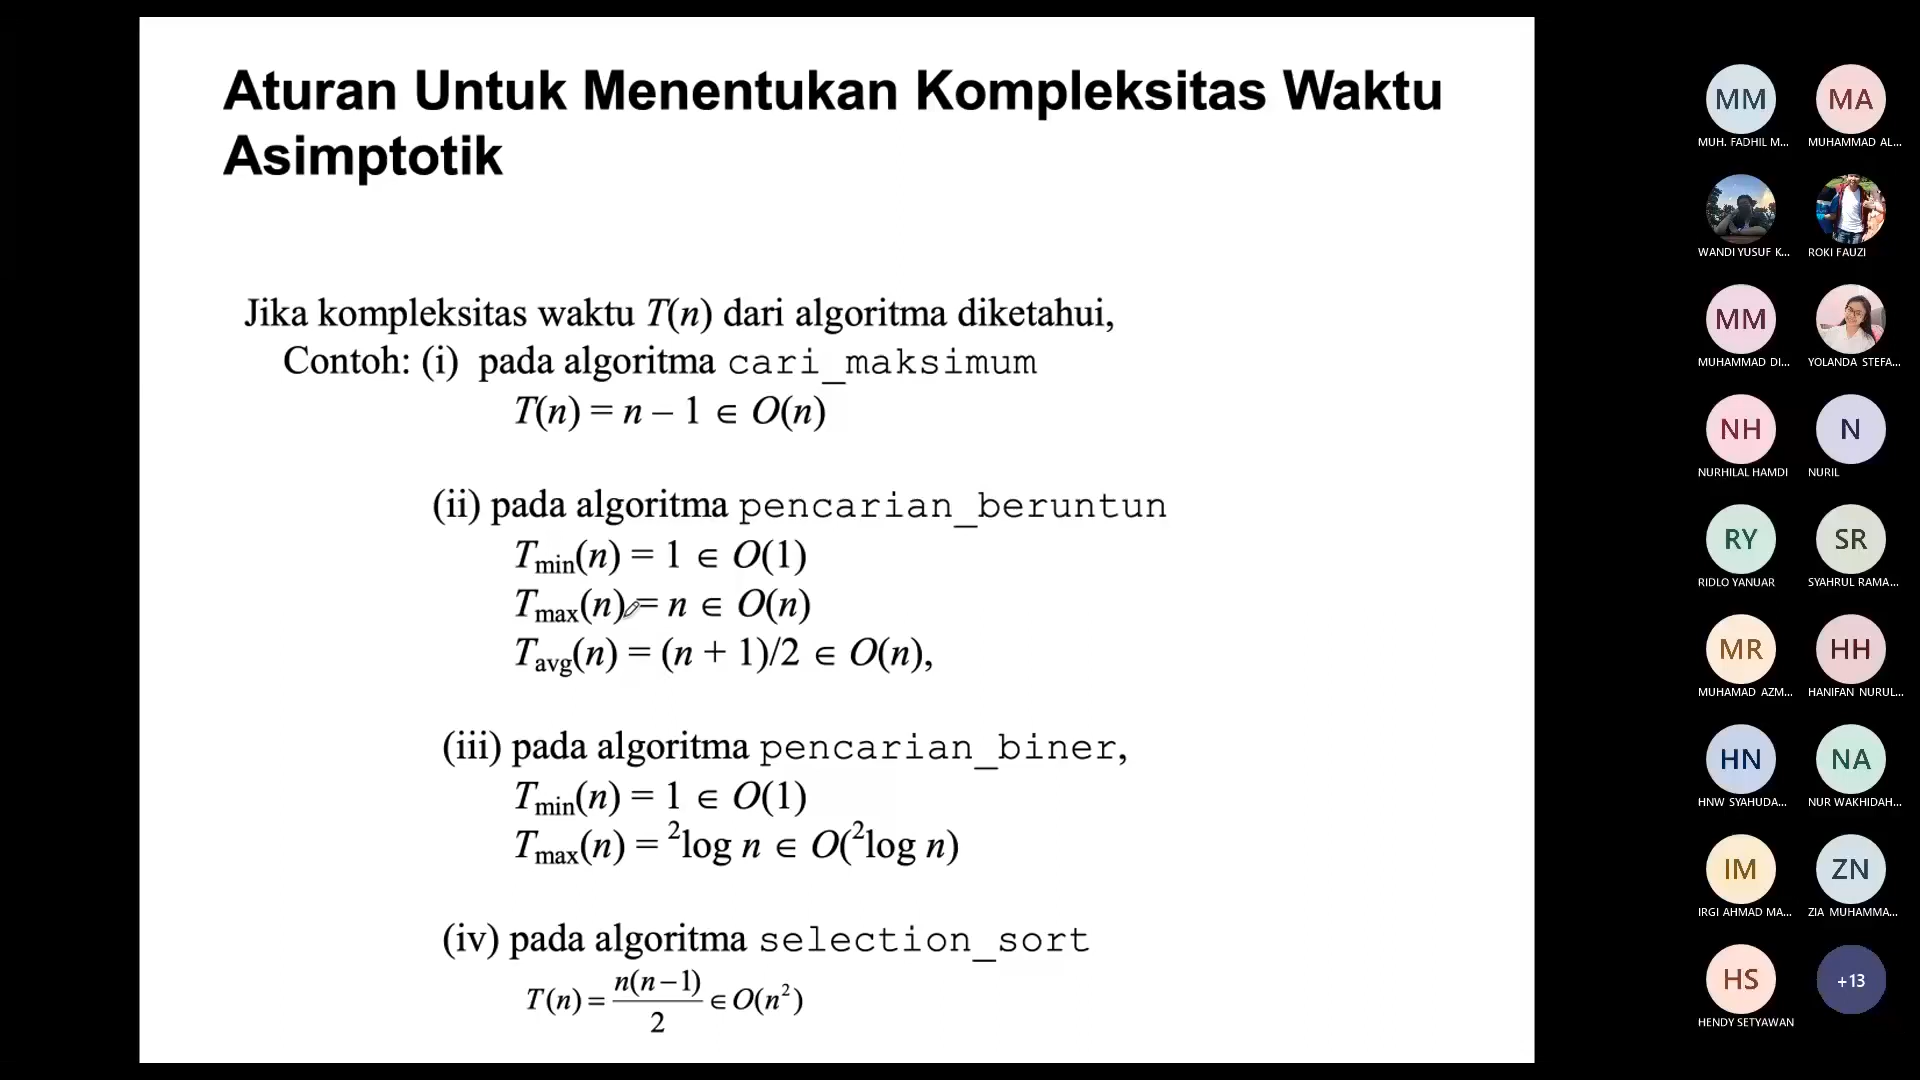 Aturan Untuk Menentukan Kompleksitas Waktu
Asimptotik
Jika kompleksitas waktu T(n) dari algoritma diketahui,
Contoh: (i) pada algoritma cari_maksimum
T(n) = n – 1 ∈ O(n)
(ii) pada algoritma pencarian_beruntun
Tmin(n) = 1 ∈ O(1)
Tmax(n) = n ∈ O(n)
Tavg(n) = (n + 1)/2 ∈ O(n),
(iii) pada algoritma pencarian_biner,
Tmin(n) = 1 ∈ O(1)
Tmax(n) = ²log n ∈ O(²log n)
(iv) pada algoritma selection_sort
T(n) = n(n−1)/2 ∈ O(n²)
MM MA
MUH. FADHIL M... MUHAMMAD AL...
WANDI YUSUF K... ROKI FAUZI
MM
MUHAMMAD DI... YOLANDA STEFA...
NH N
NURHILAL HAMDI NURIL
RY SR
RIDLO YANUAR SYAHRUL RAMA...
MR HH
MUHAMAD AZM... HANIFAN NURUL...
HN NA
HNW SYAHUDA... NUR WAKHIDAH...
IM ZN
IRGI AHMAD MA... ZIA MUHAMMA...
HS +13
HENDY SETYAWAN